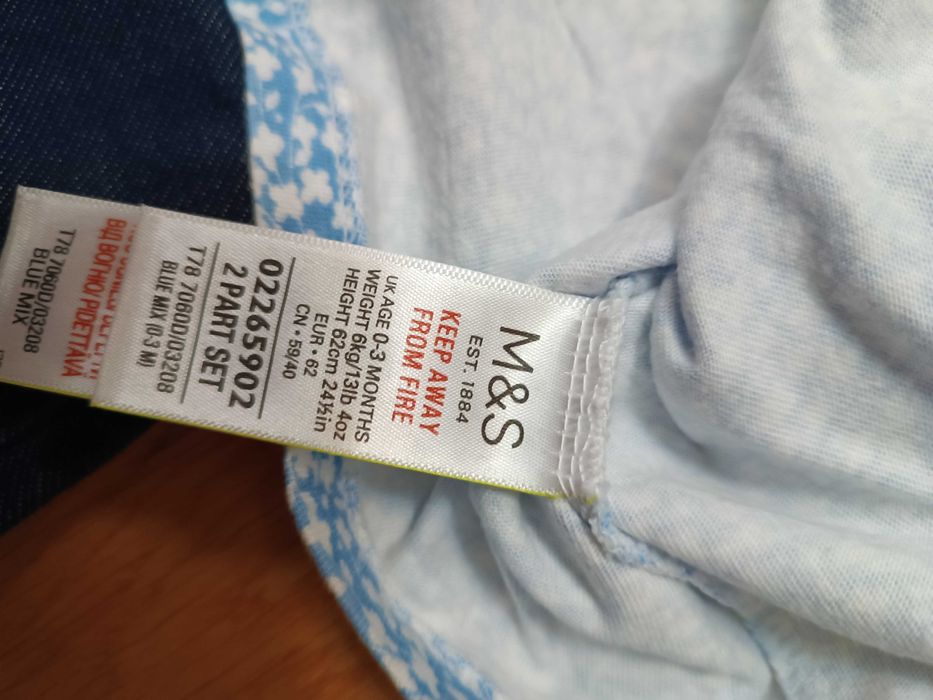 M&S
EST. 1884
KEEP AWAY
FROM FIRE
UK AGE 0-3 MONTHS
WEIGHT 6kg/13lb 4oz
HEIGHT 62cm 24½in
EUR • 62
CN • 59/40
02265902
2 PART SET
T78 7060D/03208
BLUE MIX (0-3 M)
ВІД ВОГНЮ/PIDETTAVA
T78 7060D/03208
BLUE MIX